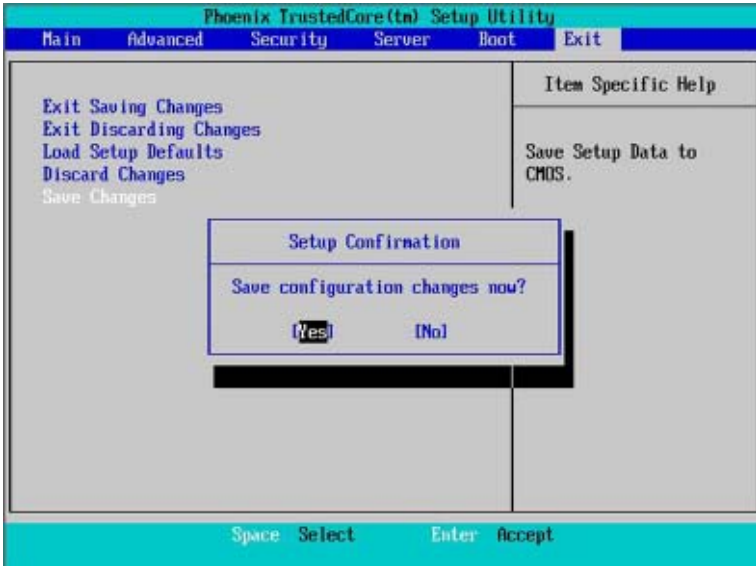 Phoenix TrustedCore(tm) Setup Utility
Main Advanced Security Server Boot Exit
Exit Saving Changes
Exit Discarding Changes
Load Setup Defaults
Discard Changes
Save Changes
Item Specific Help
Save Setup Data to
CMOS.
Setup Confirmation
Save configuration changes now?
[Yes] [No]
Space Select Enter Accept